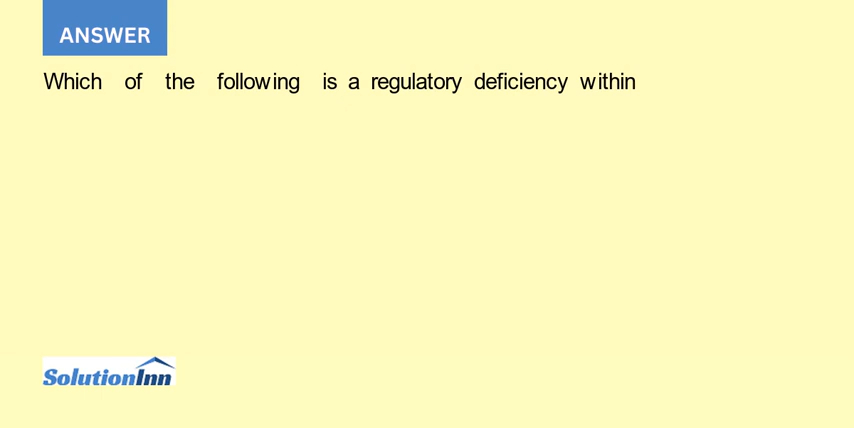 ANSWER
Which of the following is a regulatory deficiency within
SolutionInn